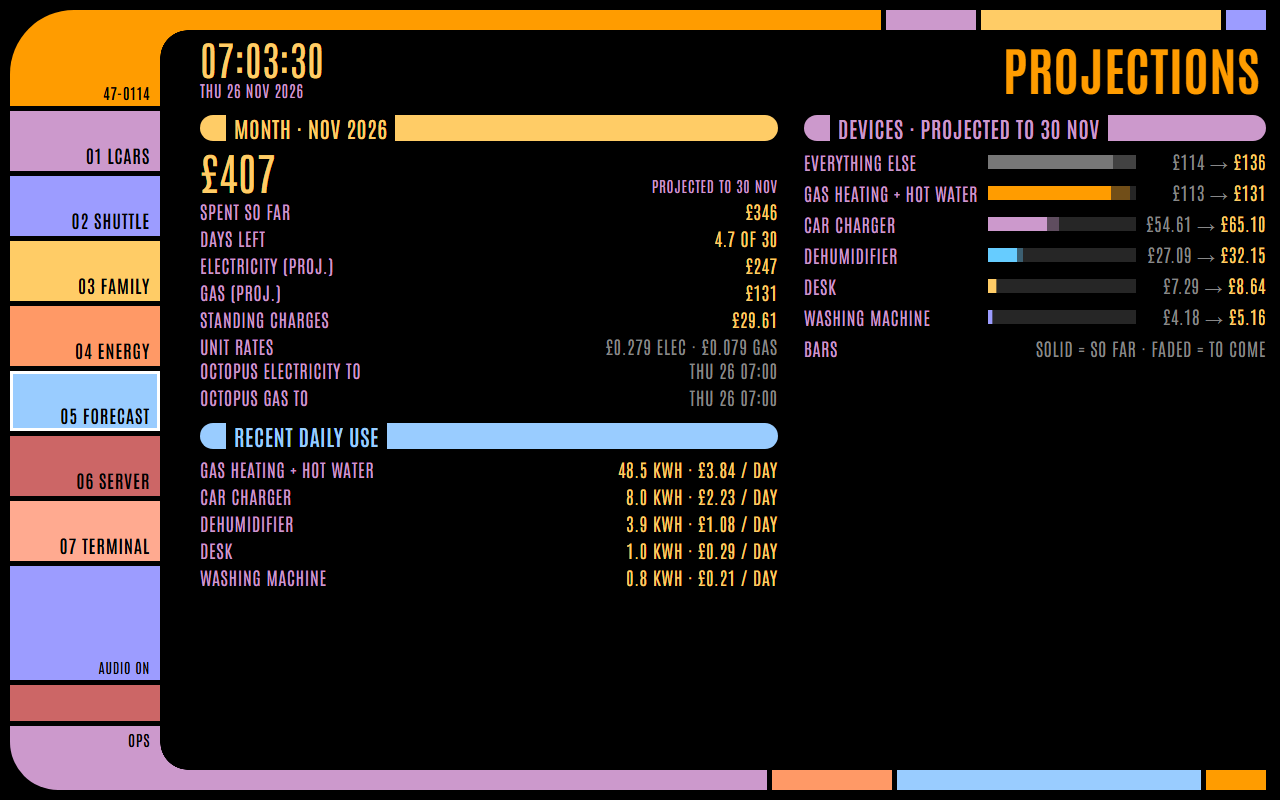 07:03:30
THU 26 NOV 2026
PROJECTIONS
47-0114
01 LCARS
02 SHUTTLE
03 FAMILY
04 ENERGY
05 FORECAST
06 SERVER
07 TERMINAL
AUDIO ON
OPS
MONTH · NOV 2026
£407 PROJECTED TO 30 NOV
SPENT SO FAR £346
DAYS LEFT 4.7 OF 30
ELECTRICITY (PROJ.) £247
GAS (PROJ.) £131
STANDING CHARGES £29.61
UNIT RATES £0.279 ELEC · £0.079 GAS
OCTOPUS ELECTRICITY TO THU 26 07:00
OCTOPUS GAS TO THU 26 07:00
RECENT DAILY USE
GAS HEATING + HOT WATER 48.5 KWH · £3.84 / DAY
CAR CHARGER 8.0 KWH · £2.23 / DAY
DEHUMIDIFIER 3.9 KWH · £1.08 / DAY
DESK 1.0 KWH · £0.29 / DAY
WASHING MACHINE 0.8 KWH · £0.21 / DAY
DEVICES · PROJECTED TO 30 NOV
EVERYTHING ELSE £114 → £136
GAS HEATING + HOT WATER £113 → £131
CAR CHARGER £54.61 → £65.10
DEHUMIDIFIER £27.09 → £32.15
DESK £7.29 → £8.64
WASHING MACHINE £4.18 → £5.16
BARS SOLID = SO FAR · FADED = TO COME